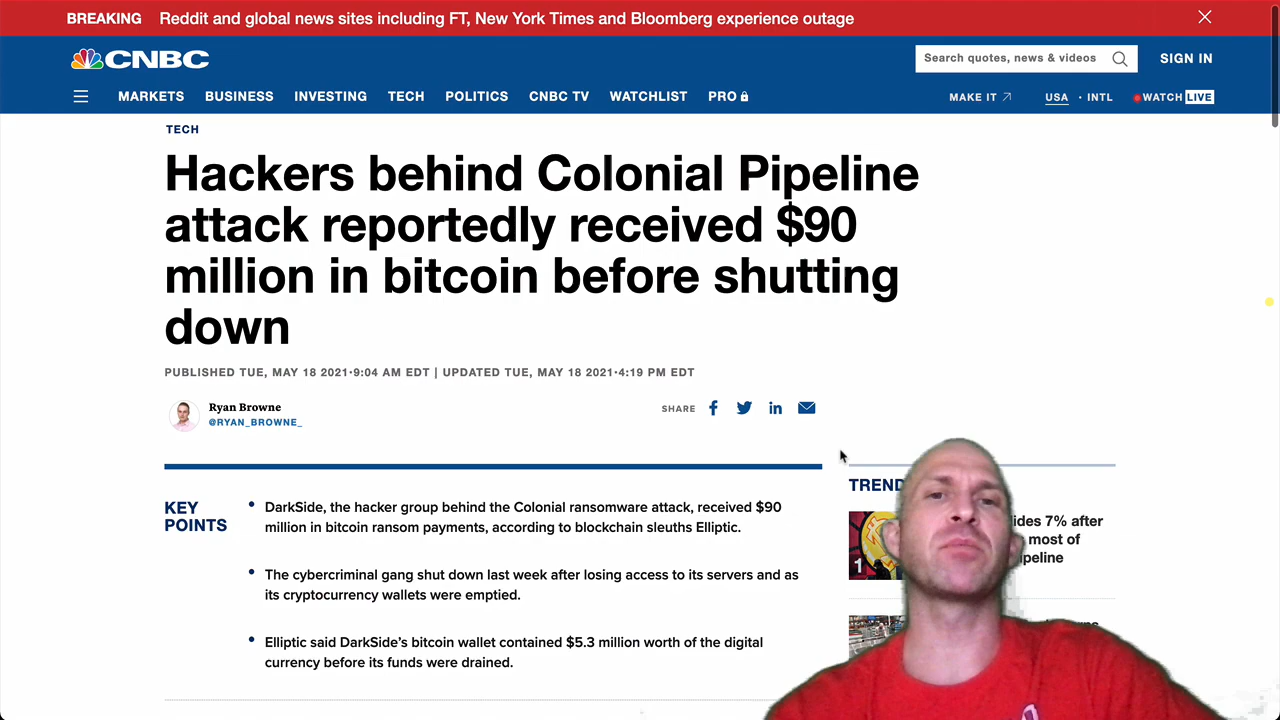 BREAKING Reddit and global news sites including FT, New York Times and Bloomberg experience outage
CNBC
Search quotes, news & videos
SIGN IN
MARKETS BUSINESS INVESTING TECH POLITICS CNBC TV WATCHLIST PRO
MAKE IT USA • INTL WATCH LIVE
TECH
Hackers behind Colonial Pipeline
attack reportedly received $90
million in bitcoin before shutting
down
PUBLISHED TUE, MAY 18 2021•9:04 AM EDT | UPDATED TUE, MAY 18 2021•4:19 PM EDT
Ryan Browne
@RYAN_BROWNE_
SHARE
KEY
POINTS
• DarkSide, the hacker group behind the Colonial ransomware attack, received $90
million in bitcoin ransom payments, according to blockchain sleuths Elliptic.
• The cybercriminal gang shut down last week after losing access to its servers and as
its cryptocurrency wallets were emptied.
• Elliptic said DarkSide's bitcoin wallet contained $5.3 million worth of the digital
currency before its funds were drained.
7% after
1
most of